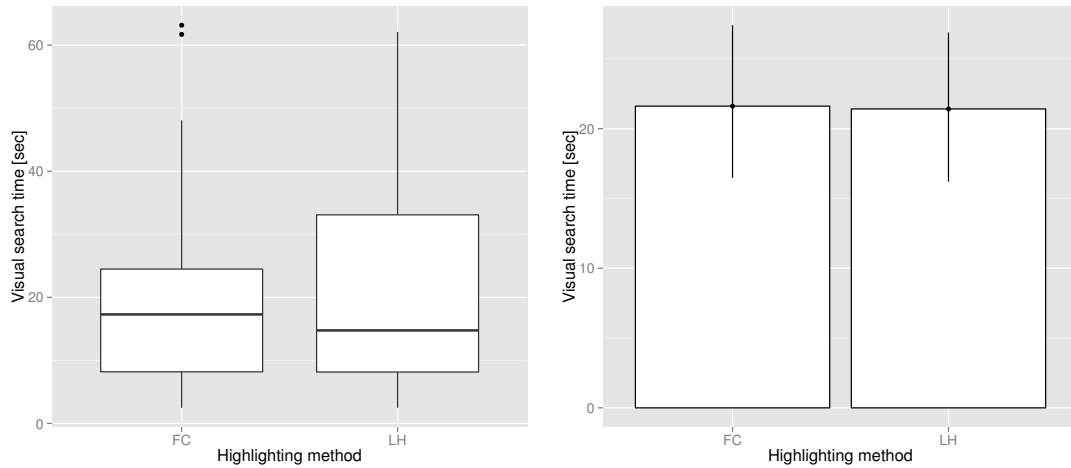 Visual search time [sec]
60
40
20
0
FC LH
Highlighting method
Visual search time [sec]
20
10
0
FC LH
Highlighting method